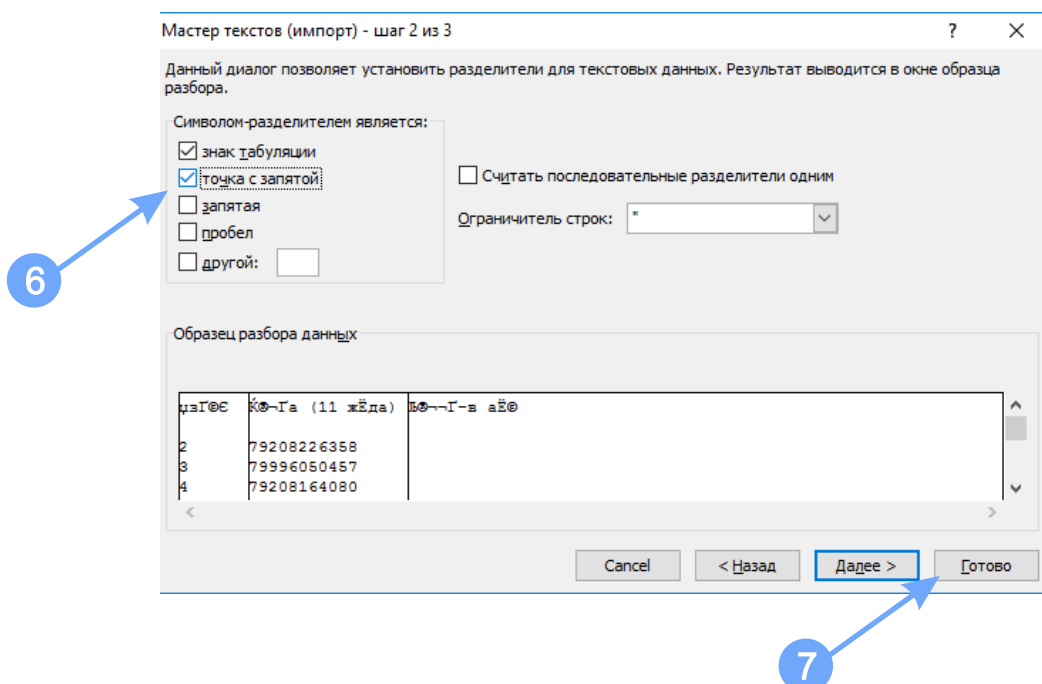 Мастер текстов (импорт) - шаг 2 из 3
Данный диалог позволяет установить разделители для текстовых данных. Результат выводится в окне образца
разбора.
Символом-разделителем является:
знак табуляции
точка с запятой
запятая
пробел
другой:
Считать последовательные разделители одним
Ограничитель строк: "
6
Образец разбора данных
(11
2 79208226358
3 79996050457
4 79208164080
Cancel < Назад Далее > Готово
7